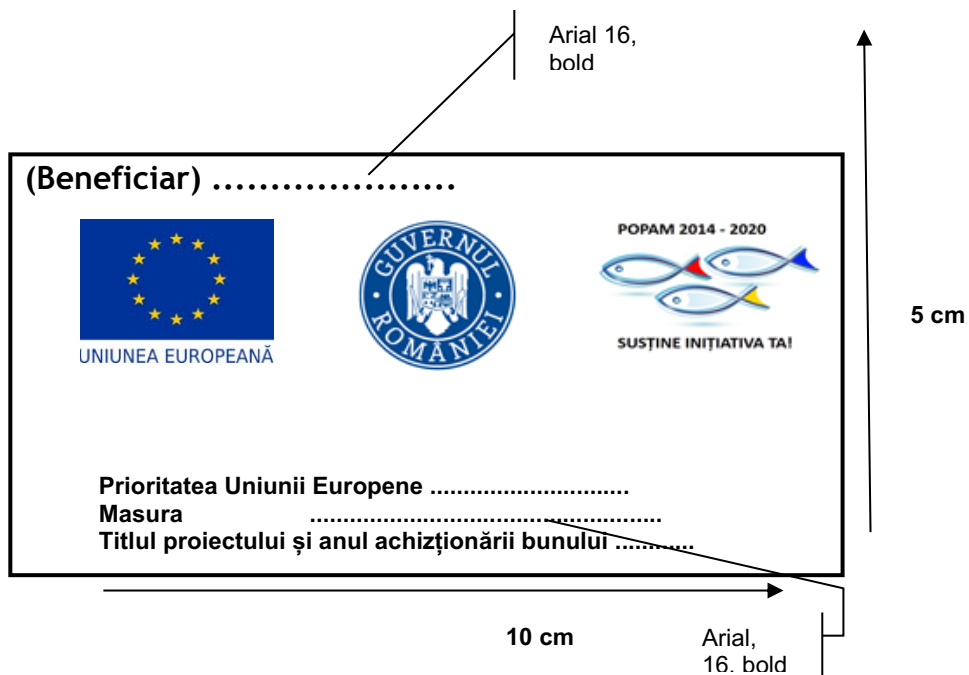 Arial 16,
bold
(Beneficiar) .....................
GUVERNUL ROMÂNIEI
POPAM 2014 - 2020
UNIUNEA EUROPEANĂ
SUSȚINE INIȚIATIVA TA!
5 cm
Prioritatea Uniunii Europene ..............................
Masura .....................................................
Titlul proiectului și anul achizționării bunului ............
10 cm
Arial,
16, bold